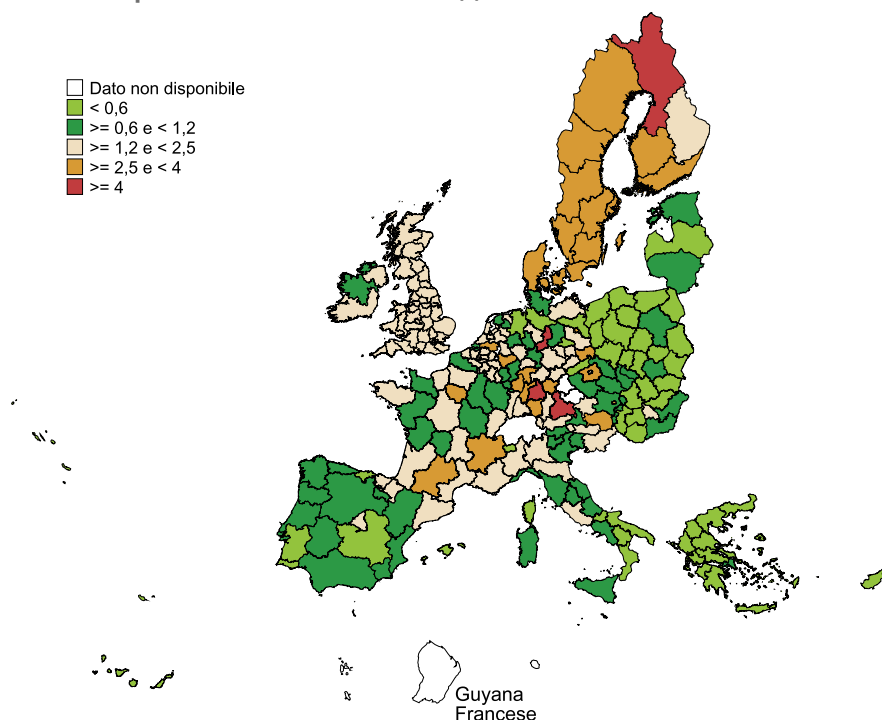 Dato non disponibile
< 0,6
>= 0,6 e < 1,2
>= 1,2 e < 2,5
>= 2,5 e < 4
>= 4
Guyana
Francese